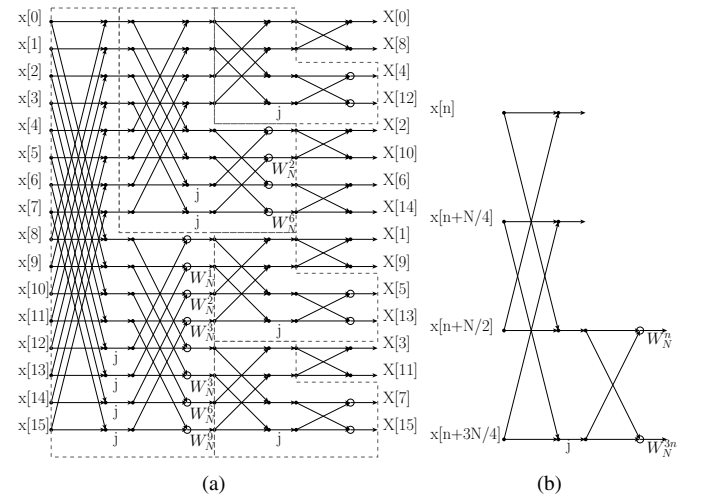 x[0] X[0]
x[1] X[8]
x[2] X[4]
x[3] X[12]
j
x[4] X[2]
x[5] X[10]
W_N^2
x[6] X[6]
j
x[7] X[14]
j W_N^6
x[8] X[1]
x[9] X[9]
W_N^1
x[10] X[5]
W_N^2
x[11] X[13]
W_N^3 j
x[12] X[3]
j
x[13] X[11]
j W_N^3
x[14] X[7]
j W_N^6
x[15] X[15]
j W_N^9 j
(a)
x[n]
x[n+N/4]
x[n+N/2]
W_N^n
x[n+3N/4]
j W_N^{3n}
(b)